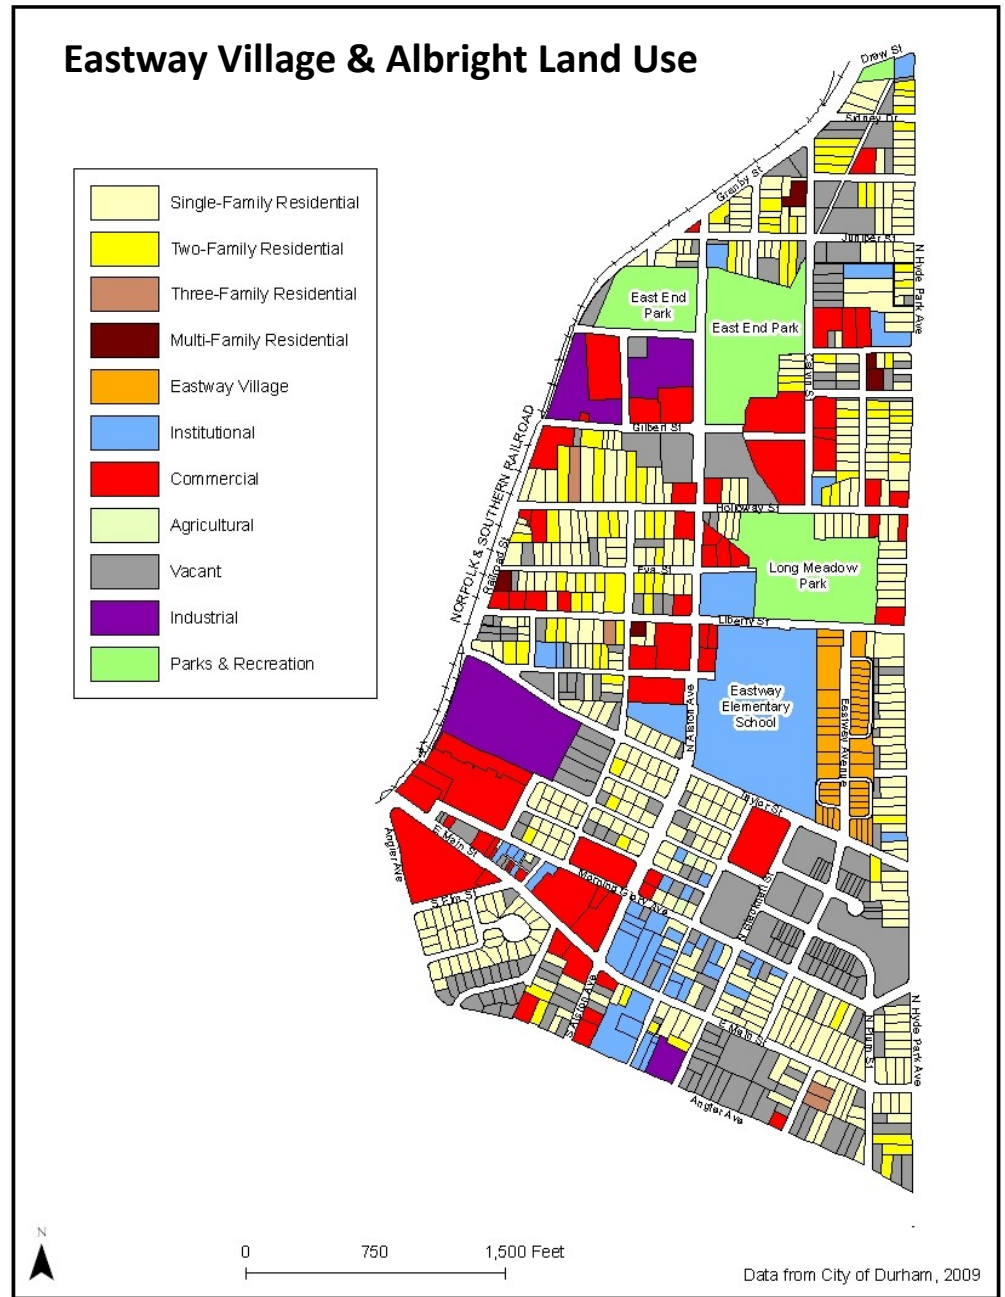 Eastway Village & Albright Land Use
Single-Family Residential
Two-Family Residential
Three-Family Residential
Multi-Family Residential
Eastway Village
Institutional
Commercial
Agricultural
Vacant
Industrial
Parks & Recreation
Drew St
Sidney Dr
Granby St
Juniper St
N Hyde Park Ave
East End
Park
East End Park
Calvin St
NORFOLK & SOUTHERN RAILROAD
Gilbert St
Holloway St
Railroad St
Eva St
Long Meadow
Park
Liberty St
Eastway
Elementary
School
N Alston Ave
Eastway Avenue
Taylor St
Angier Ave
E Main St
S Elm St
Morning Glory Ave
S Alston Ave
E Main St
N Plum St
N Hyde Park Ave
Angier Ave
N
0
750
1,500 Feet
Data from City of Durham, 2009